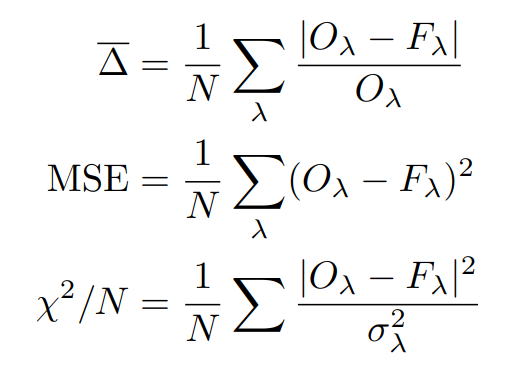 $\overline{\Delta} = \frac{1}{N} \sum_{\lambda} \frac{|O_\lambda - F_\lambda|}{O_\lambda}$
$\mathrm{MSE} = \frac{1}{N} \sum_{\lambda} (O_\lambda - F_\lambda)^2$
$\chi^2/N = \frac{1}{N} \sum \frac{|O_\lambda - F_\lambda|^2}{\sigma_\lambda^2}$